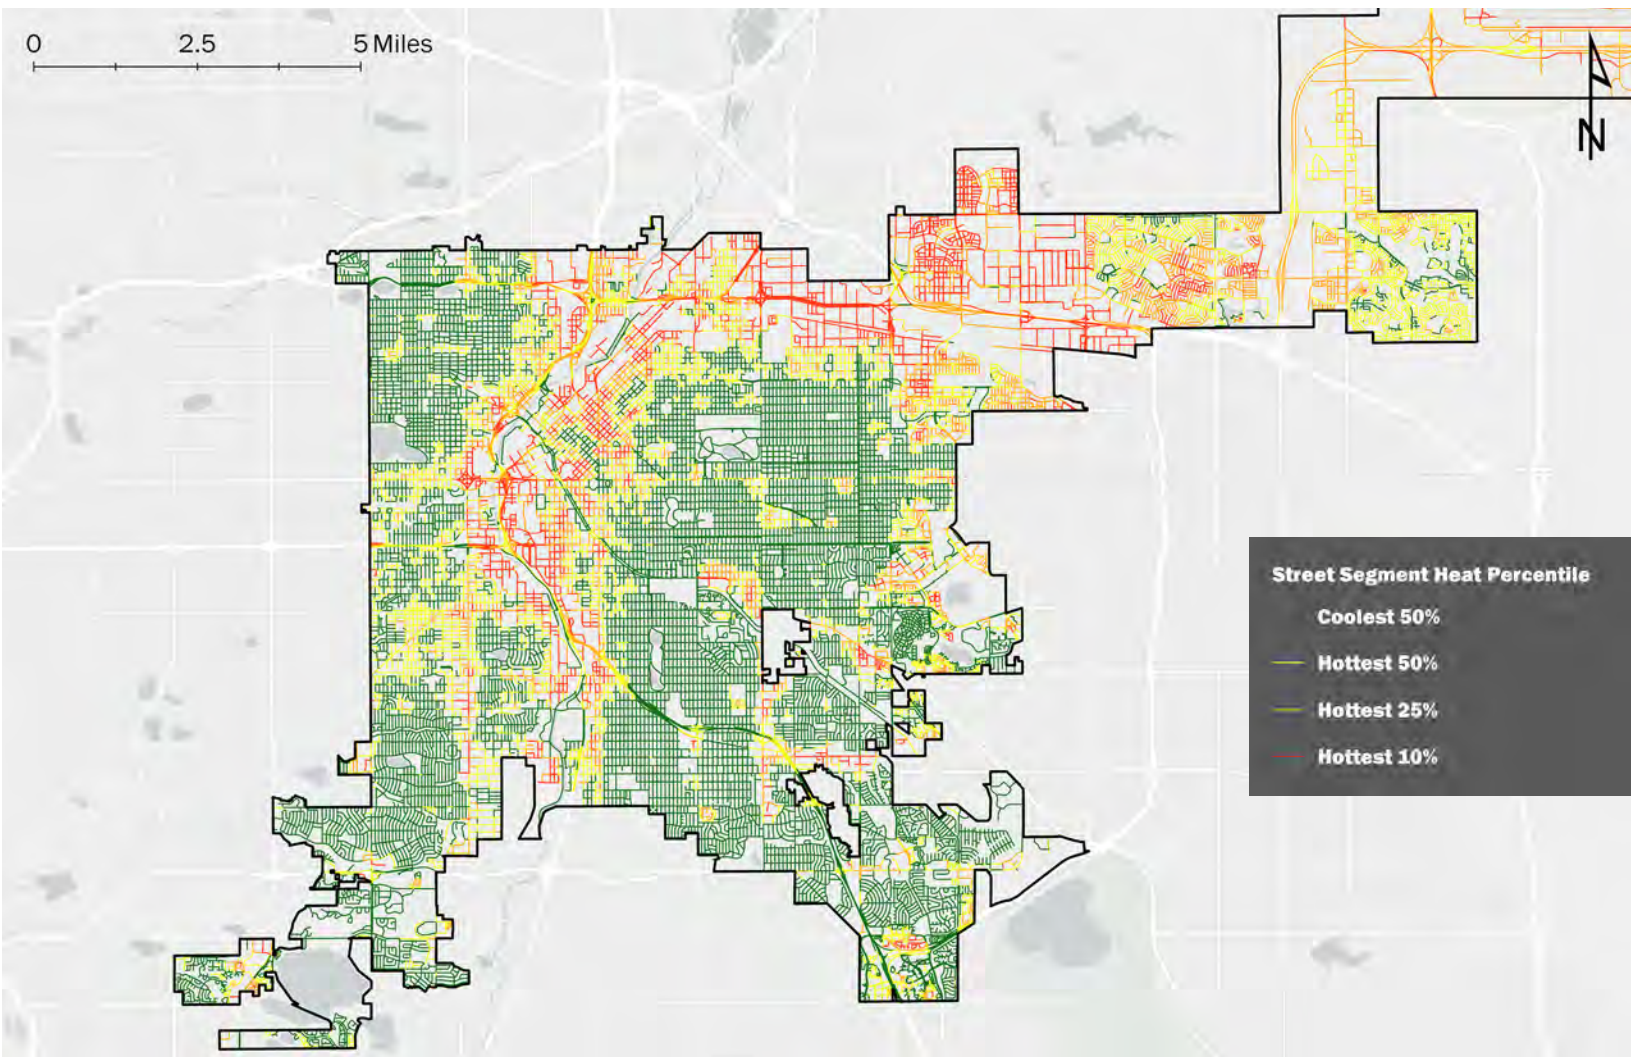 0 2.5 5 Miles
N
Street Segment Heat Percentile
Coolest 50%
Hottest 50%
Hottest 25%
Hottest 10%